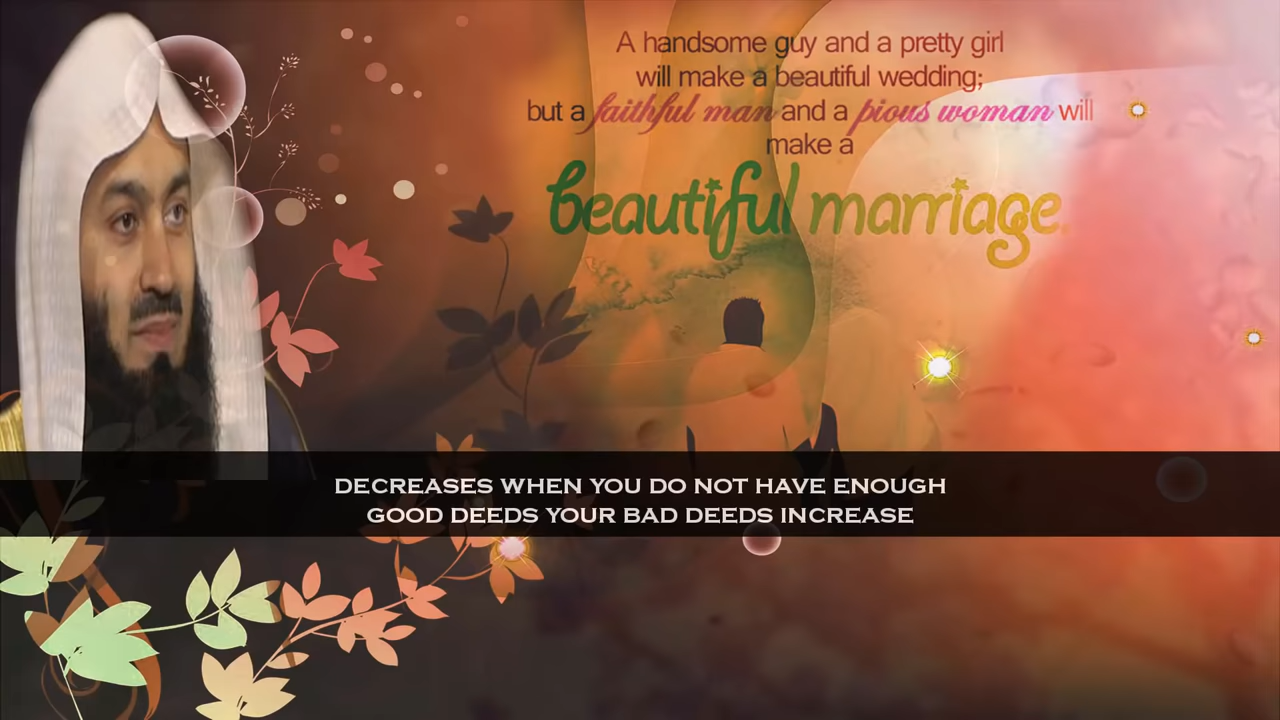 A handsome guy and a pretty girl
will make a beautiful wedding;
but a faithful man and a pious woman will
make a
beautiful marriage.
DECREASES WHEN YOU DO NOT HAVE ENOUGH
GOOD DEEDS YOUR BAD DEEDS INCREASE